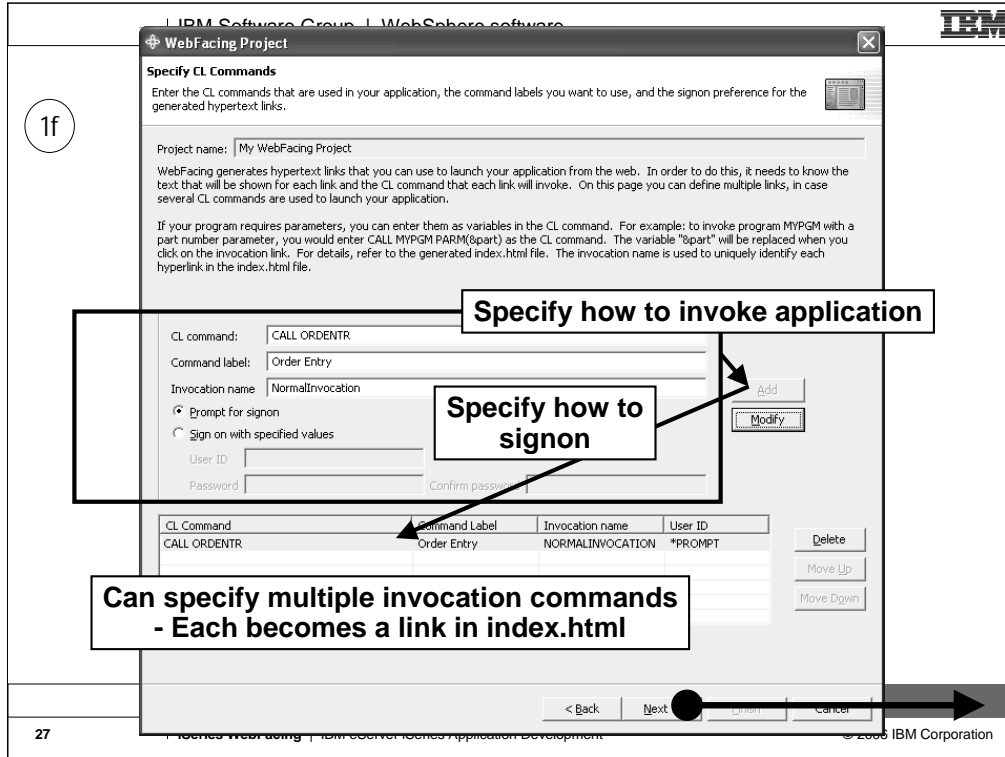 IBM Software Group | WebSphere software
IBM
WebFacing Project
Specify CL Commands
Enter the CL commands that are used in your application, the command labels you want to use, and the signon preference for the
generated hypertext links.
1f
Project name: My WebFacing Project
WebFacing generates hypertext links that you can use to launch your application from the web. In order to do this, it needs to know the
text that will be shown for each link and the CL command that each link will invoke. On this page you can define multiple links, in case
several CL commands are used to launch your application.
If your program requires parameters, you can enter them as variables in the CL command. For example: to invoke program MYPGM with a
part number parameter, you would enter CALL MYPGM PARM(&part) as the CL command. The variable "&part" will be replaced when you
click on the invocation link. For details, refer to the generated index.html file. The invocation name is used to uniquely identify each
hyperlink in the index.html file.
Specify how to invoke application
CL command: CALL ORDENTR
Command label: Order Entry
Invocation name NormalInvocation
Add
Prompt for signon
Specify how to
signon
Modify
Sign on with specified values
User ID
Password Confirm password
CL Command Command Label Invocation name User ID
CALL ORDENTR Order Entry NORMALINVOCATION *PROMPT
Delete
Move Up
Move Down
Can specify multiple invocation commands
- Each becomes a link in index.html
< Back Next Finish Cancel
27 iSeries WebFacing | IBM eServer iSeries Application Development © 2006 IBM Corporation